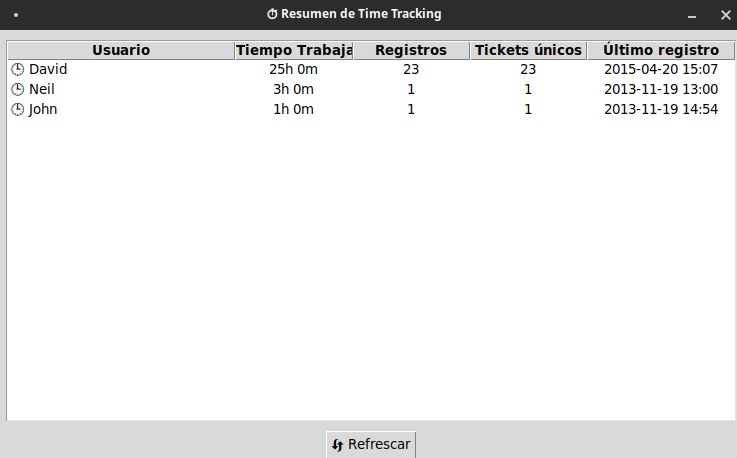 Resumen de Time Tracking
Usuario Tiempo Trabaja Registros Tickets únicos Último registro
David 25h 0m 23 23 2015-04-20 15:07
Neil 3h 0m 1 1 2013-11-19 13:00
John 1h 0m 1 1 2013-11-19 14:54
Refrescar